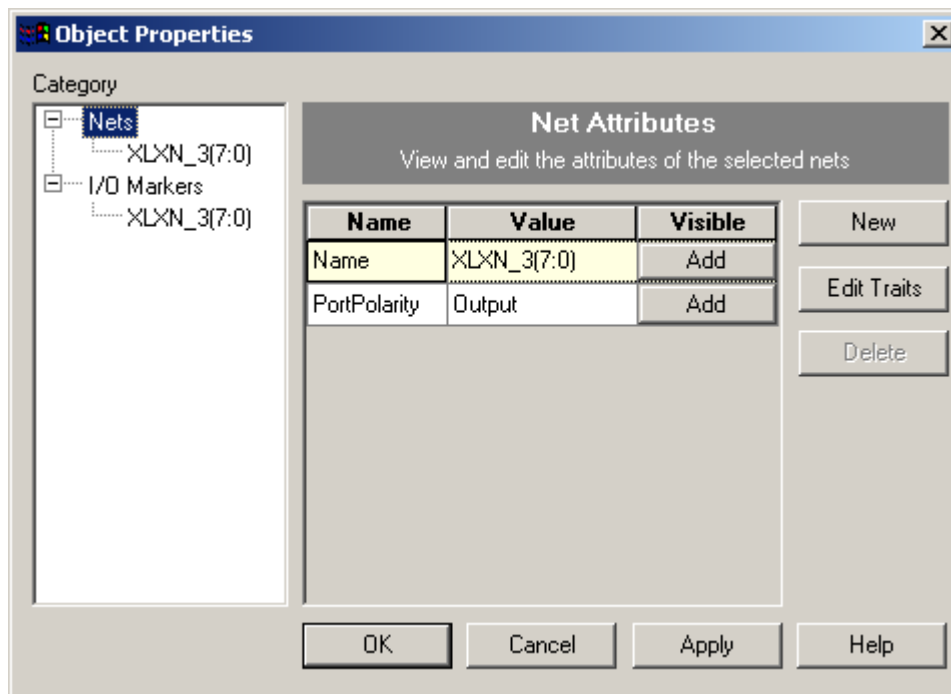 Object Properties
Category
Nets
XLXN_3(7:0)
I/O Markers
XLXN_3(7:0)
Net Attributes
View and edit the attributes of the selected nets
Name Value Visible
Name XLXN_3(7:0) Add
PortPolarity Output Add
New
Edit Traits
Delete
OK Cancel Apply Help